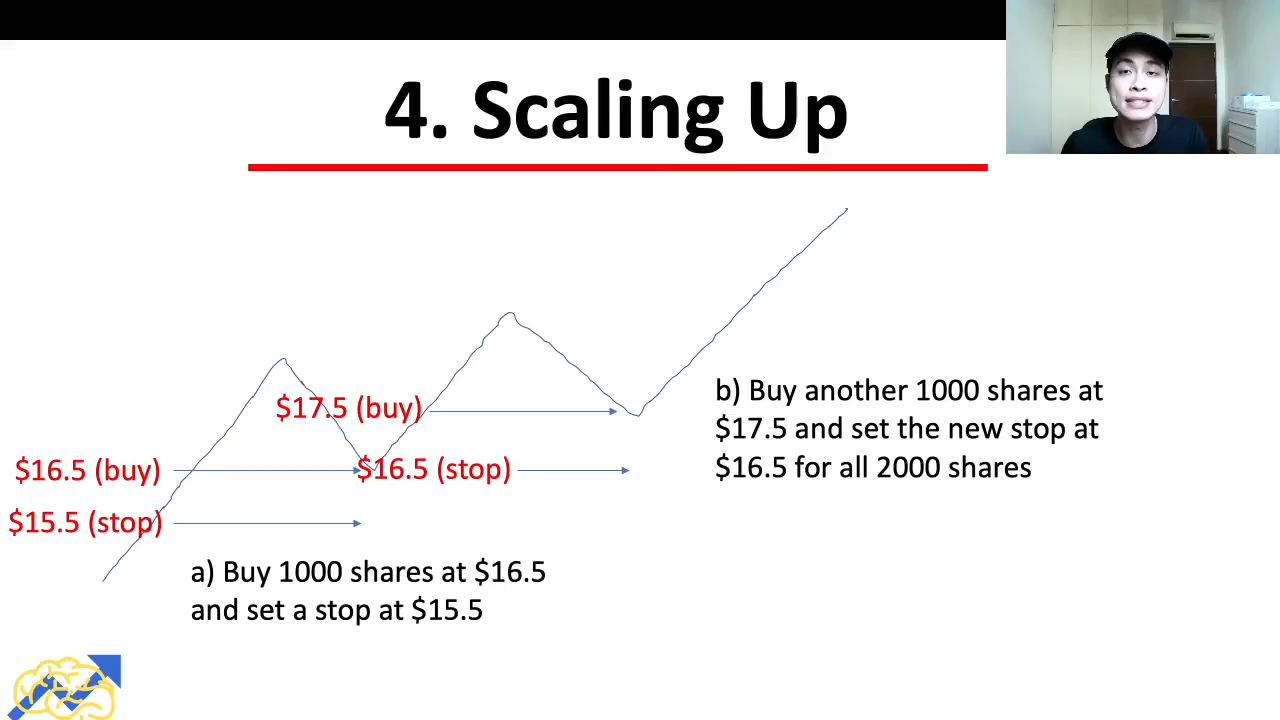 4. Scaling Up
$17.5 (buy)
$16.5 (buy)
$16.5 (stop)
$15.5 (stop)
b) Buy another 1000 shares at
$17.5 and set the new stop at
$16.5 for all 2000 shares
a) Buy 1000 shares at $16.5
and set a stop at $15.5